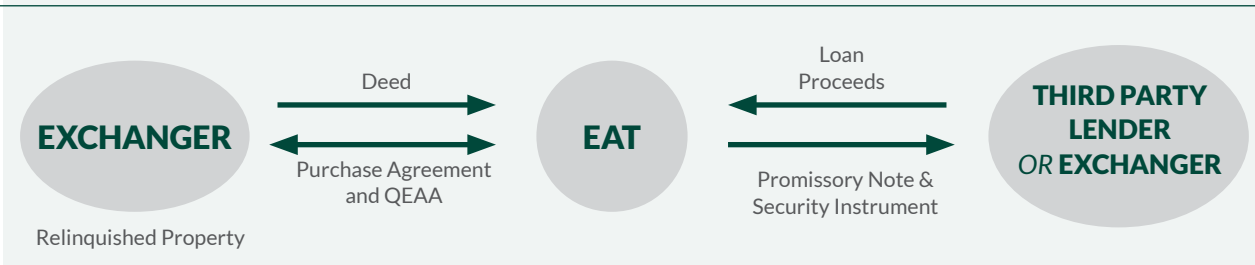 EXCHANGER
Relinquished Property
Deed
Purchase Agreement
and QEAA
EAT
Loan
Proceeds
Promissory Note &
Security Instrument
THIRD PARTY
LENDER
OR EXCHANGER